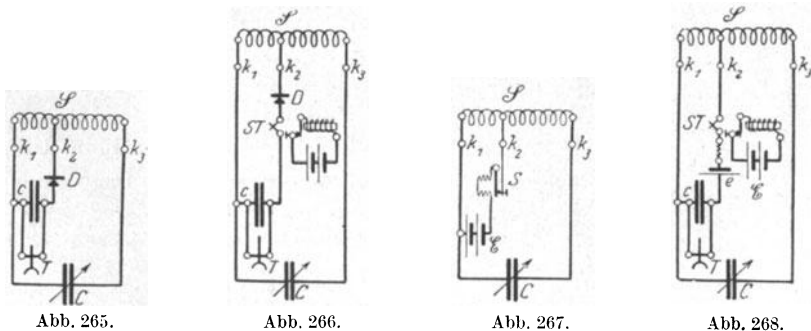 S
k₁ k₂ k₃
D
c
T
C
Abb. 265.
S
k₁ k₂ k₃
D
ST
c
T
C
Abb. 266.
S
k₁ k₂ k₃
S
E
C
Abb. 267.
S
k₁ k₂ k₃
ST
e E
c
T
C
Abb. 268.